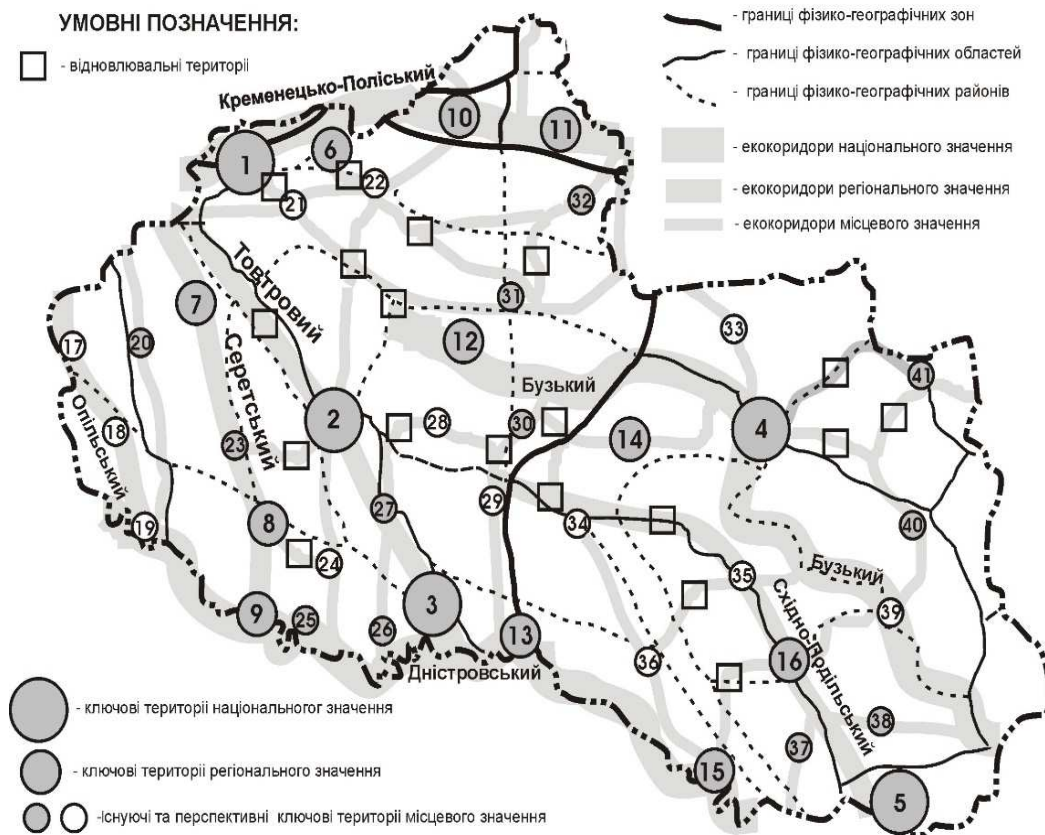 УМОВНІ ПОЗНАЧЕННЯ:
- відновлювальні території
- границі фізико-географічних зон
- границі фізико-географічних областей
- границі фізико-географічних районів
- екокоридори національного значення
- екокоридори регіонального значення
- екокоридори місцевого значення
Кременецько-Поліський
10
11
1
6
22
21
32
Товтровий
7
31
33
17
20
12
Серетський
Бузький
41
Опільський
18
2
28
30
14
4
23
27
29
34
40
19
8
24
35
Бузький
3
39
9
25
26
13
36
16
Східно-Подільський
Дністровський
38
37
15
5
- ключові території національногог значення
- ключові території регіонального значення
-існуючі та перспективні ключові території місцевого значення